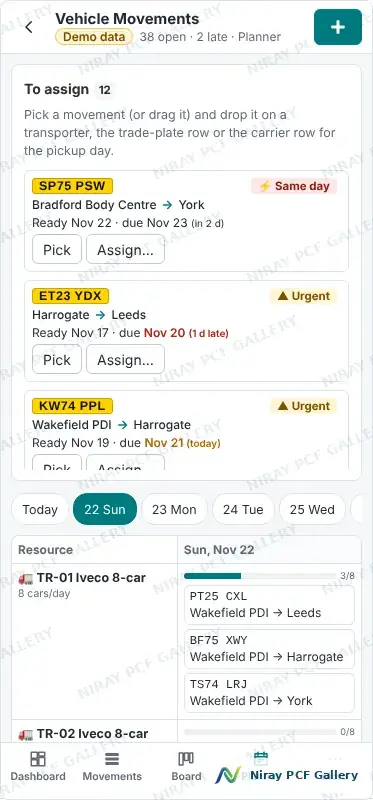 Vehicle Movements
Demo data 38 open · 2 late · Planner
To assign 12
Pick a movement (or drag it) and drop it on a
transporter, the trade-plate row or the carrier row for
the pickup day.
SP75 PSW
⚡ Same day
Bradford Body Centre → York
Ready Nov 22 · due Nov 23 (in 2 d)
Pick Assign...
ET23 YDX
▲ Urgent
Harrogate → Leeds
Ready Nov 17 · due Nov 20 (1 d late)
Pick Assign...
KW74 PPL
▲ Urgent
Wakefield PDI → Harrogate
Ready Nov 19 · due Nov 21 (today)
Pick Assign...
Today 22 Sun 23 Mon 24 Tue 25 Wed
Resource Sun, Nov 22
TR-01 Iveco 8-car
8 cars/day
3/8
PT25 CXL
Wakefield PDI → Leeds
BF75 XWY
Wakefield PDI → Harrogate
TS74 LRJ
Wakefield PDI → York
TR-02 Iveco 8-car
0/8
Dashboard Movements Board
Niray PCF Gallery
NIRAY PCF GALLERY